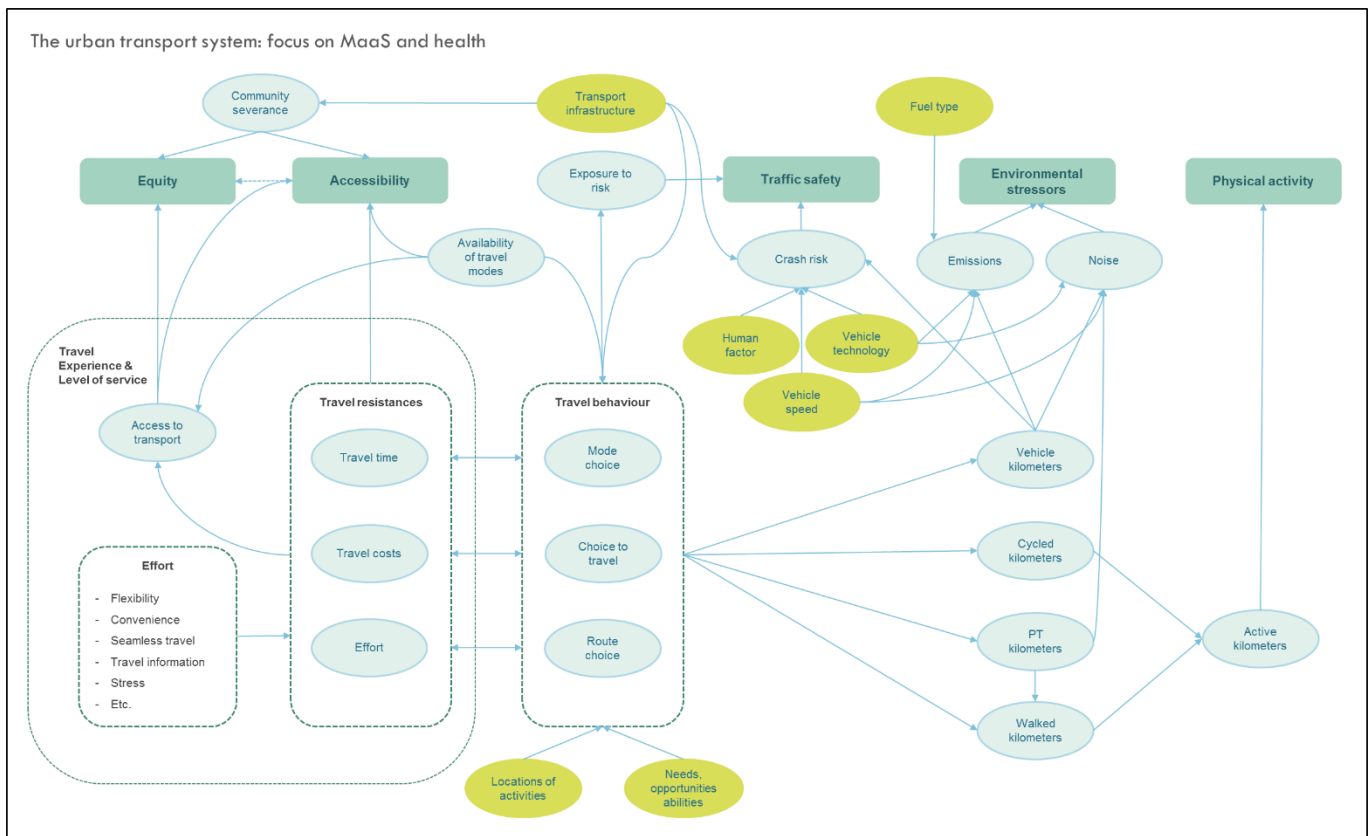 The urban transport system: focus on MaaS and health
Community
severance
Transport
infrastructure
Fuel type
Equity
Accessibility
Exposure to
risk
Traffic safety
Environmental
stressors
Physical activity
Availability
of travel
modes
Crash risk
Emissions
Noise
Human
factor
Vehicle
technology
Vehicle
speed
Travel
Experience &
Level of service
Access to
transport
Travel resistances
Travel time
Travel costs
Effort
Travel behaviour
Mode
choice
Choice to
travel
Route
choice
Effort
- Flexibility
- Convenience
- Seamless travel
- Travel information
- Stress
- Etc.
Vehicle
kilometers
Cycled
kilometers
PT
kilometers
Walked
kilometers
Active
kilometers
Locations of
activities
Needs,
opportunities
abilities